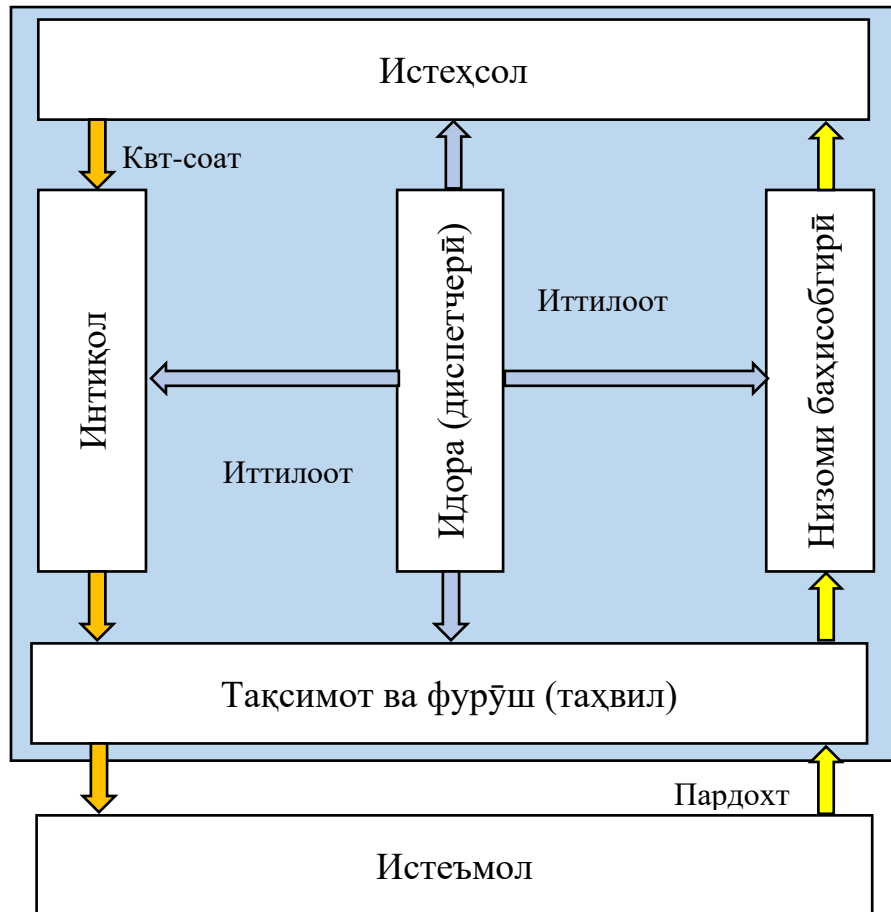 Истеҳсол
Квт-соат
Интиқол
Идора (диспетчерӣ)
Низоми баҳисобгирӣ
Иттилоот
Иттилоот
Тақсимот ва фурӯш (таҳвил)
Пардохт
Истеъмол